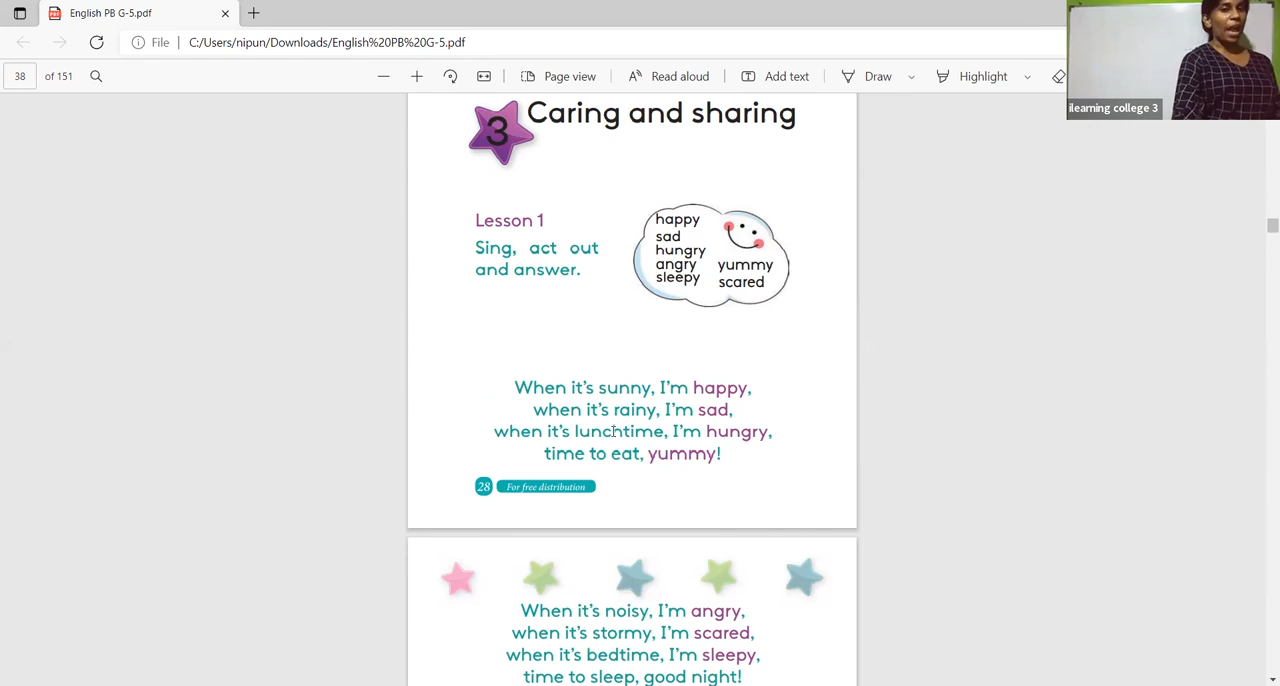 English PB G-5.pdf
File
C:/Users/nipun/Downloads/English%20PB%20G-5.pdf
38 of 151
Page view
Read aloud
Add text
Draw
Highlight
ilearning college 3
3 Caring and sharing
Lesson 1
Sing, act out
and answer.
happy
sad
hungry
angry
sleepy
yummy
scared
When it's sunny, I'm happy,
when it's rainy, I'm sad,
when it's lunchtime, I'm hungry,
time to eat, yummy!
28 For free distribution
When it's noisy, I'm angry,
when it's stormy, I'm scared,
when it's bedtime, I'm sleepy,
time to sleep, good night!